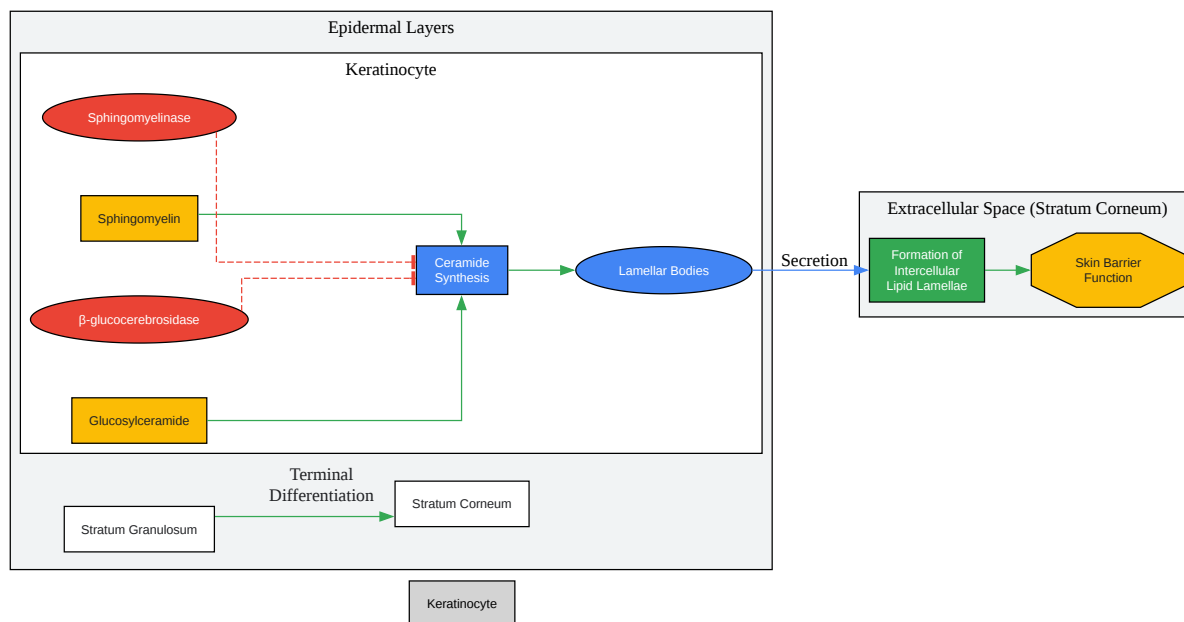 Epidermal Layers
Keratinocyte
Sphingomyelinase
Sphingomyelin
β-glucocerebrosidase
Glucosylceramide
Ceramide
Synthesis
Lamellar Bodies
Secretion
Extracellular Space (Stratum Corneum)
Formation of
Intercellular
Lipid Lamellae
Skin Barrier
Function
Terminal
Differentiation
Stratum Granulosum
Stratum Corneum
Keratinocyte